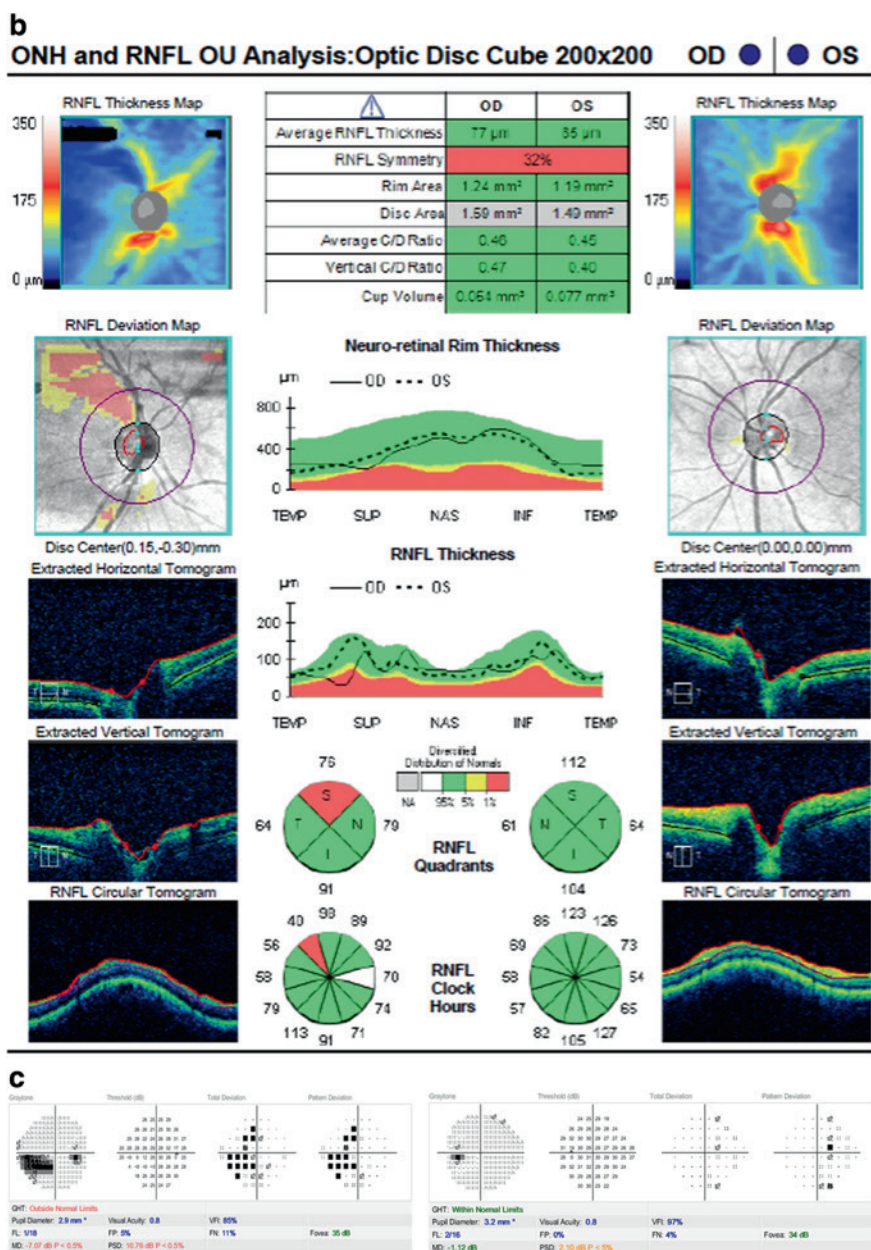 b
ONH and RNFL OU Analysis:Optic Disc Cube 200x200 OD OS
RNFL Thickness Map
350
175
0 µm
OD OS
Average RNFL Thickness 77 µm 85 µm
RNFL Symmetry 32%
Rim Area 1.24 mm² 1.19 mm²
Disc Area 1.59 mm² 1.49 mm²
Average C/D Ratio 0.46 0.45
Vertical C/D Ratio 0.47 0.40
Cup Volume 0.064 mm³ 0.077 mm³
RNFL Thickness Map
350
175
0 µm
RNFL Deviation Map
Disc Center(0.15,-0.30)mm
Neuro-retinal Rim Thickness
µm OD OS
800
400
0
TEMP SUP NAS INF TEMP
RNFL Deviation Map
Disc Center(0.00,0.00)mm
Extracted Horizontal Tomogram
T N
RNFL Thickness
µm OD OS
200
100
0
TEMP SUP NAS INF TEMP
Extracted Horizontal Tomogram
N T
Extracted Vertical Tomogram
Diversified
Distribution of Normals
NA 95% 5% 1%
76
S
64 T N 79
I
91
RNFL
Quadrants
112
S
61 N T 64
I
104
Extracted Vertical Tomogram
RNFL Circular Tomogram
98
40 89
56 92
58 70
79 74
113 71
91
RNFL
Clock
Hours
123
86 126
69 73
58 54
57 65
82 127
105
RNFL Circular Tomogram
c
Graytone Threshold (dB) Total Deviation Pattern Deviation
GHT: Outside Normal Limits
Pupil Diameter: 2.9 mm * Visual Acuity: 0.8 VFI: 85%
FL: 1/18 FP: 5% FN: 11% Fovea: 35 dB
MD: -7.07 dB P < 0.5% PSD: 10.76 dB P < 0.5%
Graytone Threshold (dB) Total Deviation Pattern Deviation
GHT: Within Normal Limits
Pupil Diameter: 3.2 mm * Visual Acuity: 0.8 VFI: 97%
FL: 2/16 FP: 0% FN: 4% Fovea: 34 dB
MD: -1.12 dB PSD: 2.10 dB P < 5%